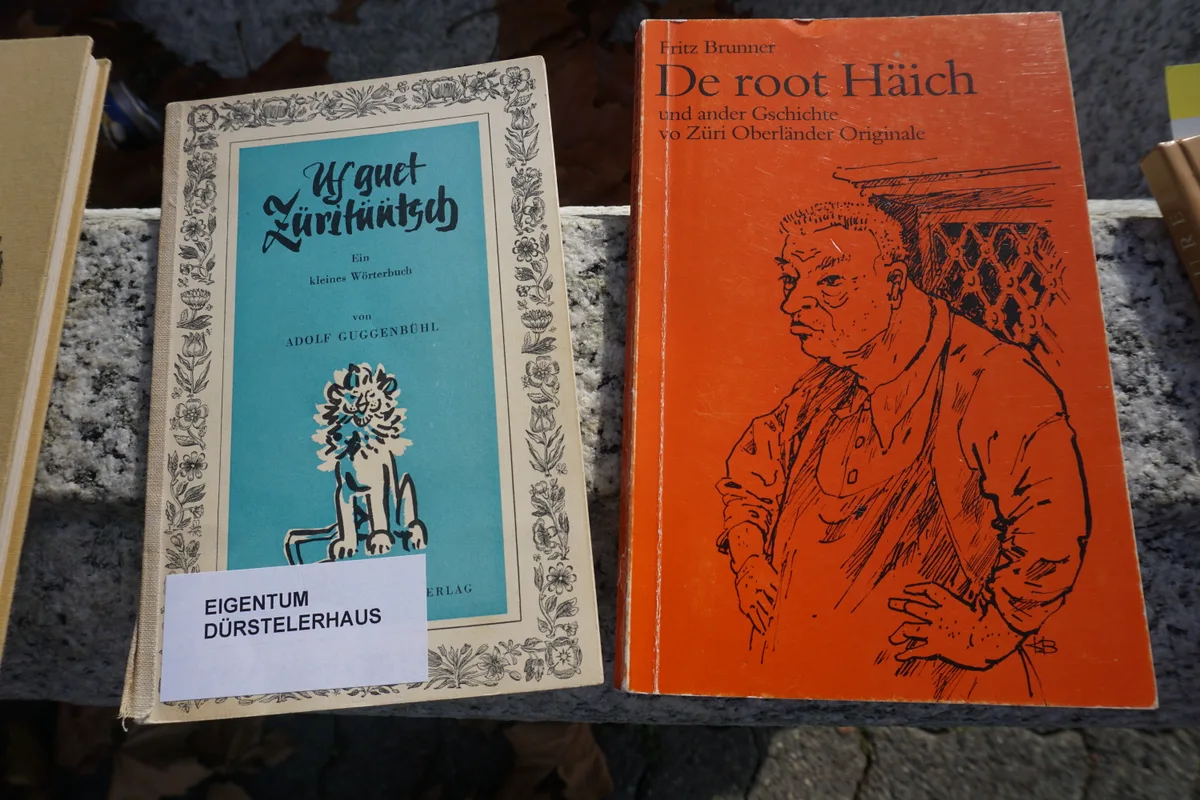 Uf guet
Züritüütsch
Ein
kleines Wörterbuch
von
ADOLF GUGGENBÜHL
ERLAG
EIGENTUM
DÜRSTELERHAUS
Fritz Brunner
De root Häich
und ander Gschichte
vo Züri Oberländer Originale